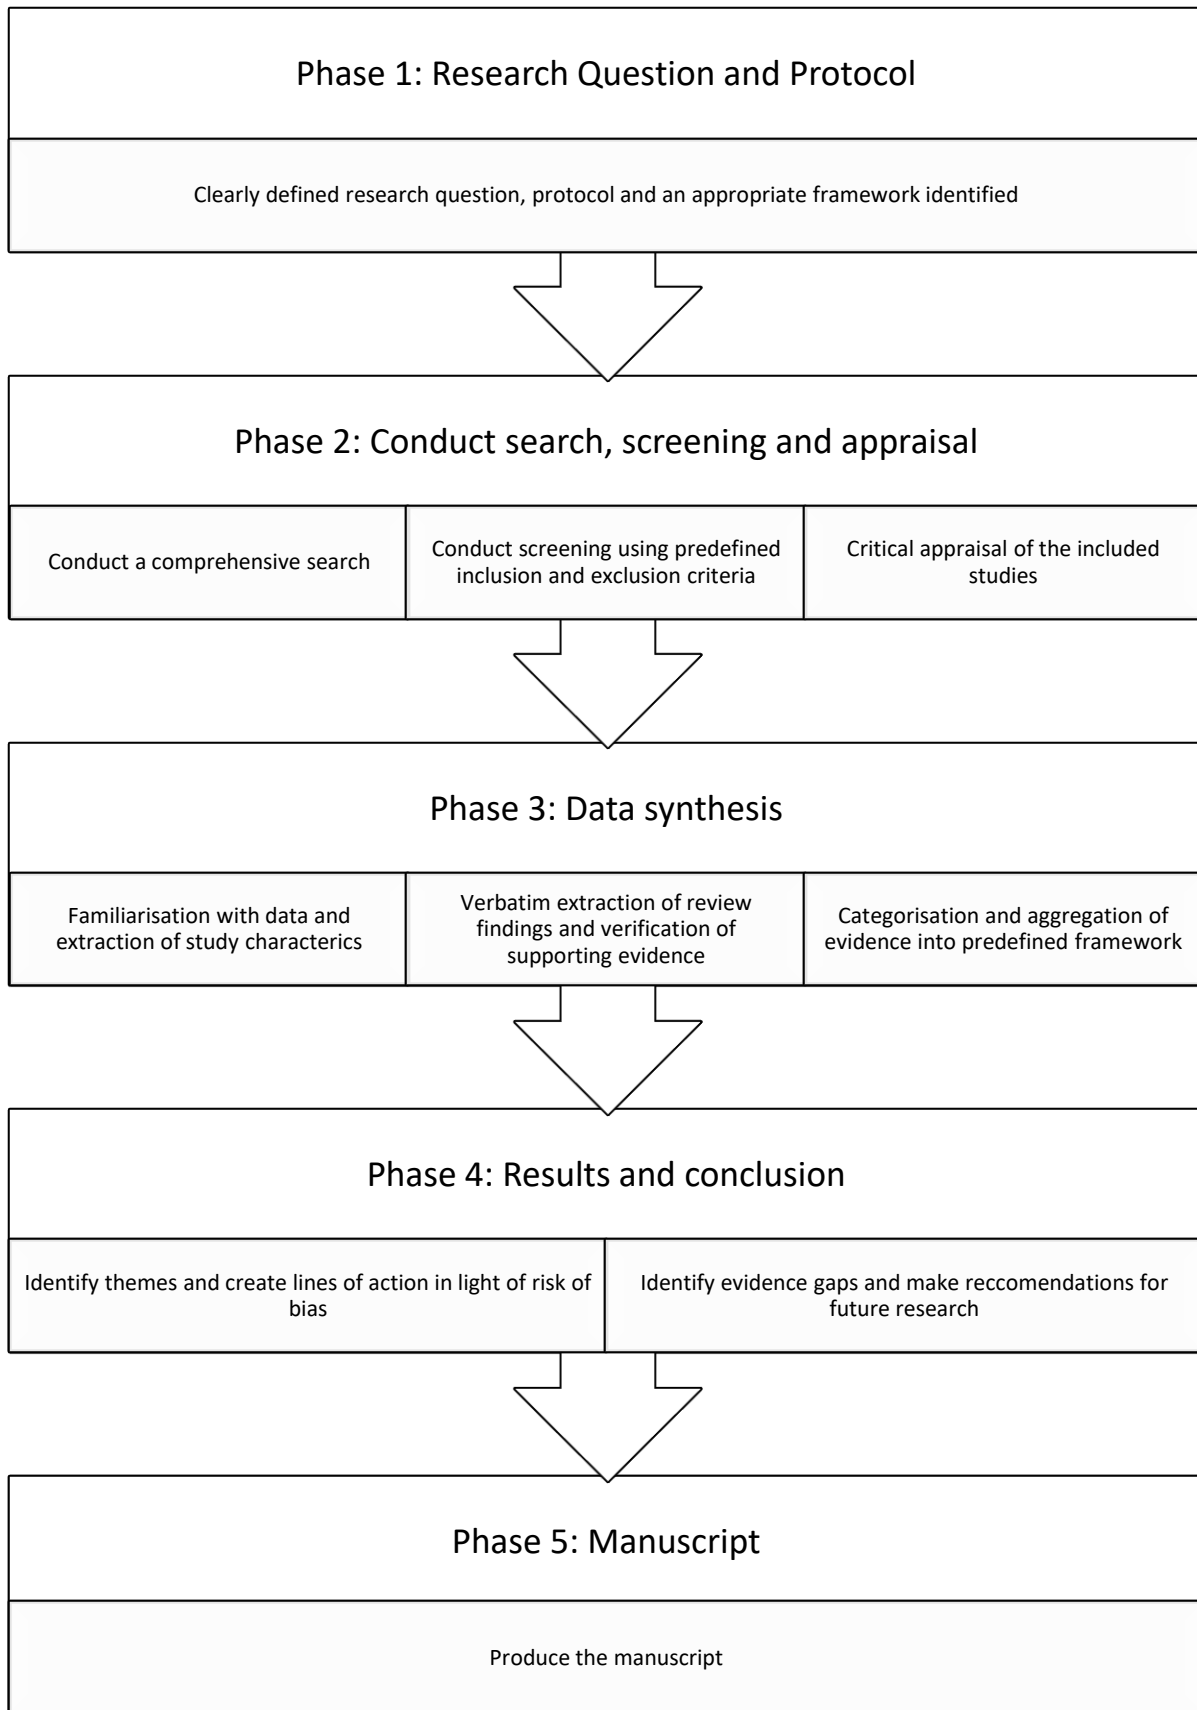 Phase 1: Research Question and Protocol
Clearly defined research question, protocol and an appropriate framework identified
Phase 2: Conduct search, screening and appraisal
Conduct a comprehensive search
Conduct screening using predefined
inclusion and exclusion criteria
Critical appraisal of the included
studies
Phase 3: Data synthesis
Familiarisation with data and
extraction of study characterics
Verbatim extraction of review
findings and verification of
supporting evidence
Categorisation and aggregation of
evidence into predefined framework
Phase 4: Results and conclusion
Identify themes and create lines of action in light of risk of
bias
Identify evidence gaps and make reccomendations for
future research
Phase 5: Manuscript
Produce the manuscript